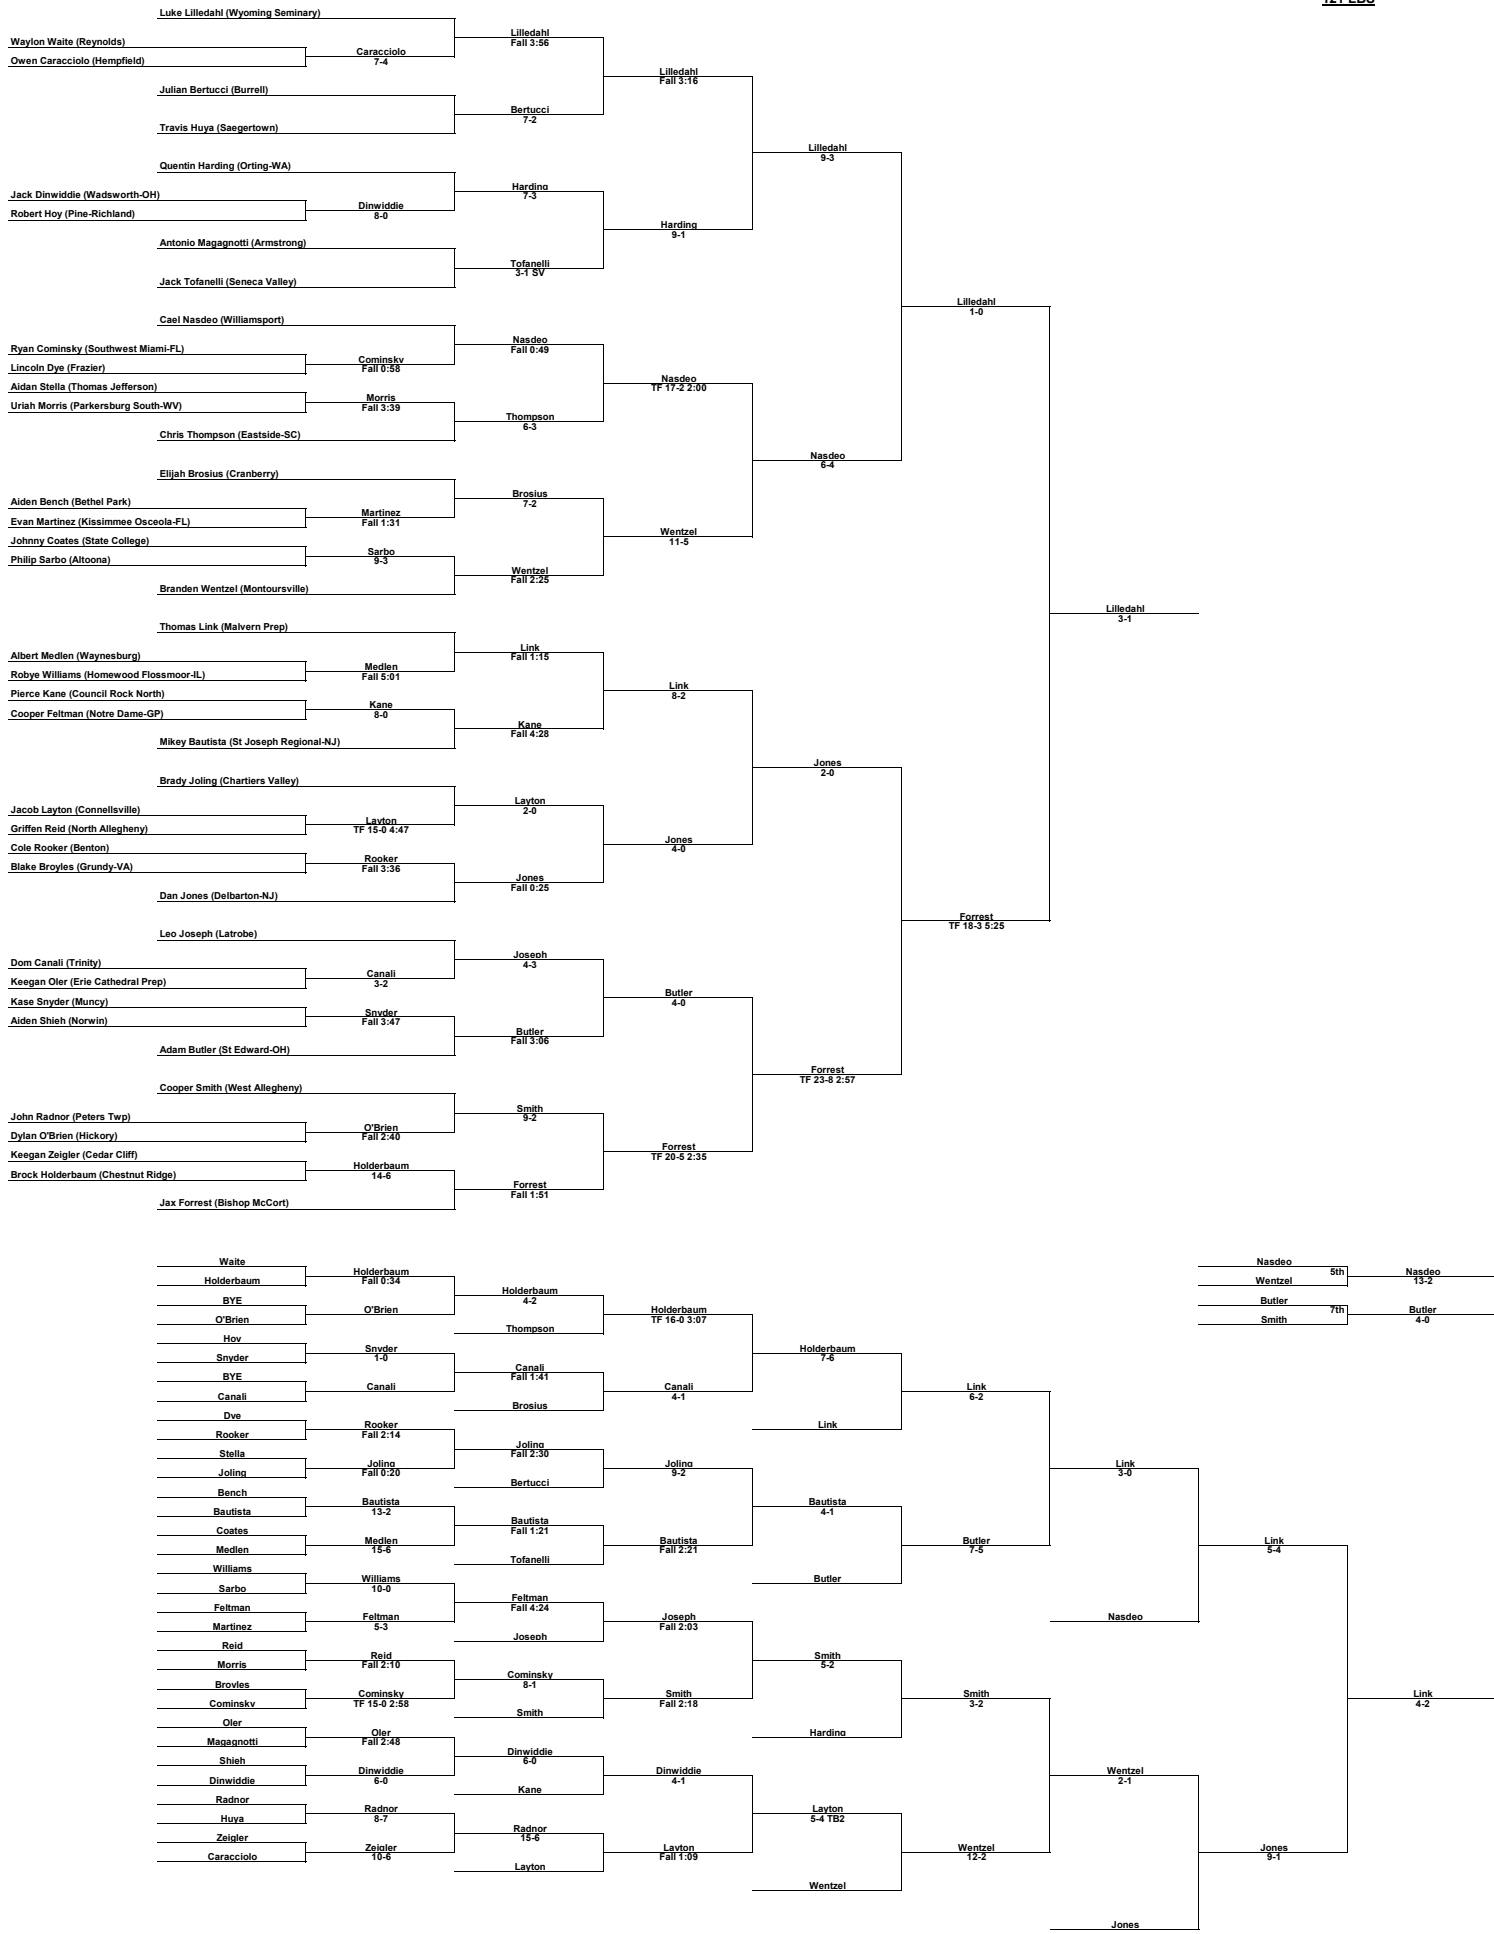 121 LBS
Luke Lilledahl (Wyoming Seminary)
Waylon Waite (Reynolds)
Owen Caracciolo (Hempfield)
Caracciolo
7-4
Lilledahl
Fall 3:56
Julian Bertucci (Burrell)
Travis Huya (Saegertown)
Bertucci
7-2
Lilledahl
Fall 3:16
Quentin Harding (Orting-WA)
Jack Dinwiddie (Wadsworth-OH)
Robert Hoy (Pine-Richland)
Dinwiddie
8-0
Harding
7-3
Antonio Magagnotti (Armstrong)
Jack Tofanelli (Seneca Valley)
Tofanelli
3-1 SV
Harding
9-1
Lilledahl
9-3
Cael Nasdeo (Williamsport)
Ryan Cominsky (Southwest Miami-FL)
Lincoln Dye (Frazier)
Cominsky
Fall 0:58
Nasdeo
Fall 0:49
Aidan Stella (Thomas Jefferson)
Uriah Morris (Parkersburg South-WV)
Morris
Fall 3:39
Chris Thompson (Eastside-SC)
Thompson
6-3
Nasdeo
TF 17-2 2:00
Elijah Brosius (Cranberry)
Aiden Bench (Bethel Park)
Evan Martinez (Kissimmee Osceola-FL)
Martinez
Fall 1:31
Brosius
7-2
Johnny Coates (State College)
Philip Sarbo (Altoona)
Sarbo
9-3
Branden Wentzel (Montoursville)
Wentzel
Fall 2:25
Wentzel
11-5
Nasdeo
6-4
Lilledahl
1-0
Thomas Link (Malvern Prep)
Albert Medlen (Waynesburg)
Robye Williams (Homewood Flossmoor-IL)
Medlen
Fall 5:01
Link
Fall 1:15
Pierce Kane (Council Rock North)
Cooper Feltman (Notre Dame-GP)
Kane
8-0
Mikey Bautista (St Joseph Regional-NJ)
Kane
Fall 4:28
Link
8-2
Brady Joling (Chartiers Valley)
Jacob Layton (Connellsville)
Griffen Reid (North Allegheny)
Layton
TF 15-0 4:47
Layton
2-0
Cole Rooker (Benton)
Blake Broyles (Grundy-VA)
Rooker
Fall 3:36
Dan Jones (Delbarton-NJ)
Jones
Fall 0:25
Jones
4-0
Jones
2-0
Leo Joseph (Latrobe)
Dom Canali (Trinity)
Keegan Oler (Erie Cathedral Prep)
Canali
3-2
Joseph
4-3
Kase Snyder (Muncy)
Aiden Shieh (Norwin)
Snyder
Fall 3:47
Adam Butler (St Edward-OH)
Butler
Fall 3:06
Butler
4-0
Cooper Smith (West Allegheny)
John Radnor (Peters Twp)
Dylan O'Brien (Hickory)
O'Brien
Fall 2:40
Smith
9-2
Keegan Zeigler (Cedar Cliff)
Brock Holderbaum (Chestnut Ridge)
Holderbaum
14-6
Jax Forrest (Bishop McCort)
Forrest
Fall 1:51
Forrest
TF 20-5 2:35
Forrest
TF 23-8 2:57
Forrest
TF 18-3 5:25
Lilledahl
3-1
Waite
Holderbaum
Holderbaum
Fall 0:34
BYE
O'Brien
O'Brien
Holderbaum
4-2
Thompson
Holderbaum
TF 16-0 3:07
Hoy
Snyder
Snyder
1-0
BYE
Canali
Canali
Canali
Fall 1:41
Brosius
Canali
4-1
Holderbaum
7-6
Link
Link
6-2
Dye
Rooker
Rooker
Fall 2:14
Stella
Joling
Joling
Fall 0:20
Joling
Fall 2:30
Bertucci
Joling
9-2
Bench
Bautista
Bautista
13-2
Coates
Medlen
Medlen
15-6
Bautista
Fall 1:21
Tofanelli
Bautista
Fall 2:21
Bautista
4-1
Butler
Butler
7-5
Link
3-0
Nasdeo
Link
5-4
Williams
Sarbo
Williams
10-0
Feltman
Martinez
Feltman
5-3
Feltman
Fall 4:24
Joseph
Joseph
Fall 2:03
Reid
Morris
Reid
Fall 2:10
Broyles
Cominsky
Cominsky
TF 15-0 2:58
Cominsky
8-1
Smith
Smith
Fall 2:18
Smith
5-2
Harding
Smith
3-2
Oler
Magagnotti
Oler
Fall 2:48
Shieh
Dinwiddie
Dinwiddie
6-0
Dinwiddie
6-0
Kane
Dinwiddie
4-1
Radnor
Huya
Radnor
8-7
Zeigler
Caracciolo
Zeigler
10-6
Radnor
15-6
Layton
Layton
Fall 1:09
Layton
5-4 TB2
Wentzel
Wentzel
12-2
Wentzel
2-1
Jones
Jones
9-1
Link
4-2
Nasdeo
Wentzel
5th
Nasdeo
13-2
Butler
Smith
7th
Butler
4-0